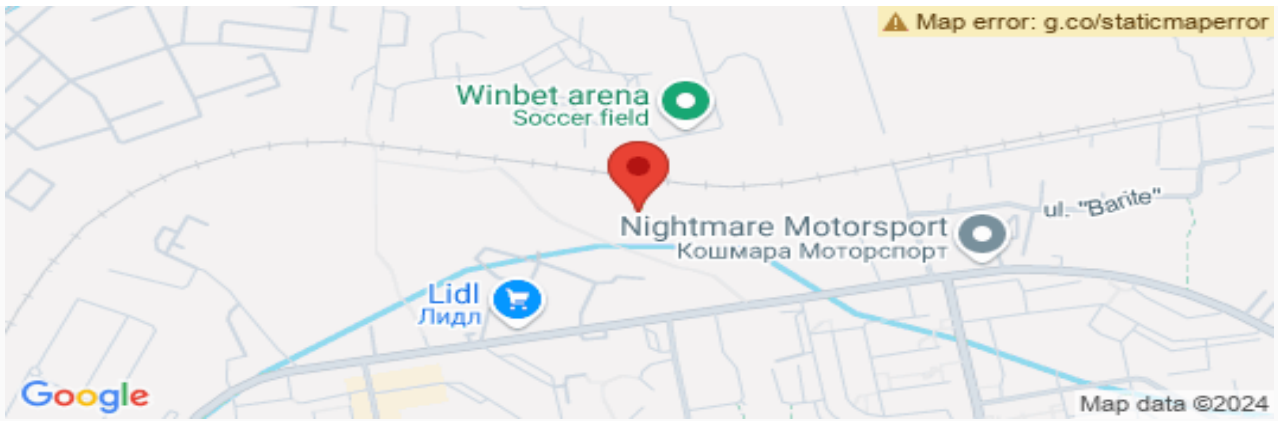 Map error: g.co/staticmaperror
Winbet arena
Soccer field
ul. "Barite"
Nightmare Motorsport
Кошмара Моторспорт
Lidl
Лидл
Google
Map data ©2024